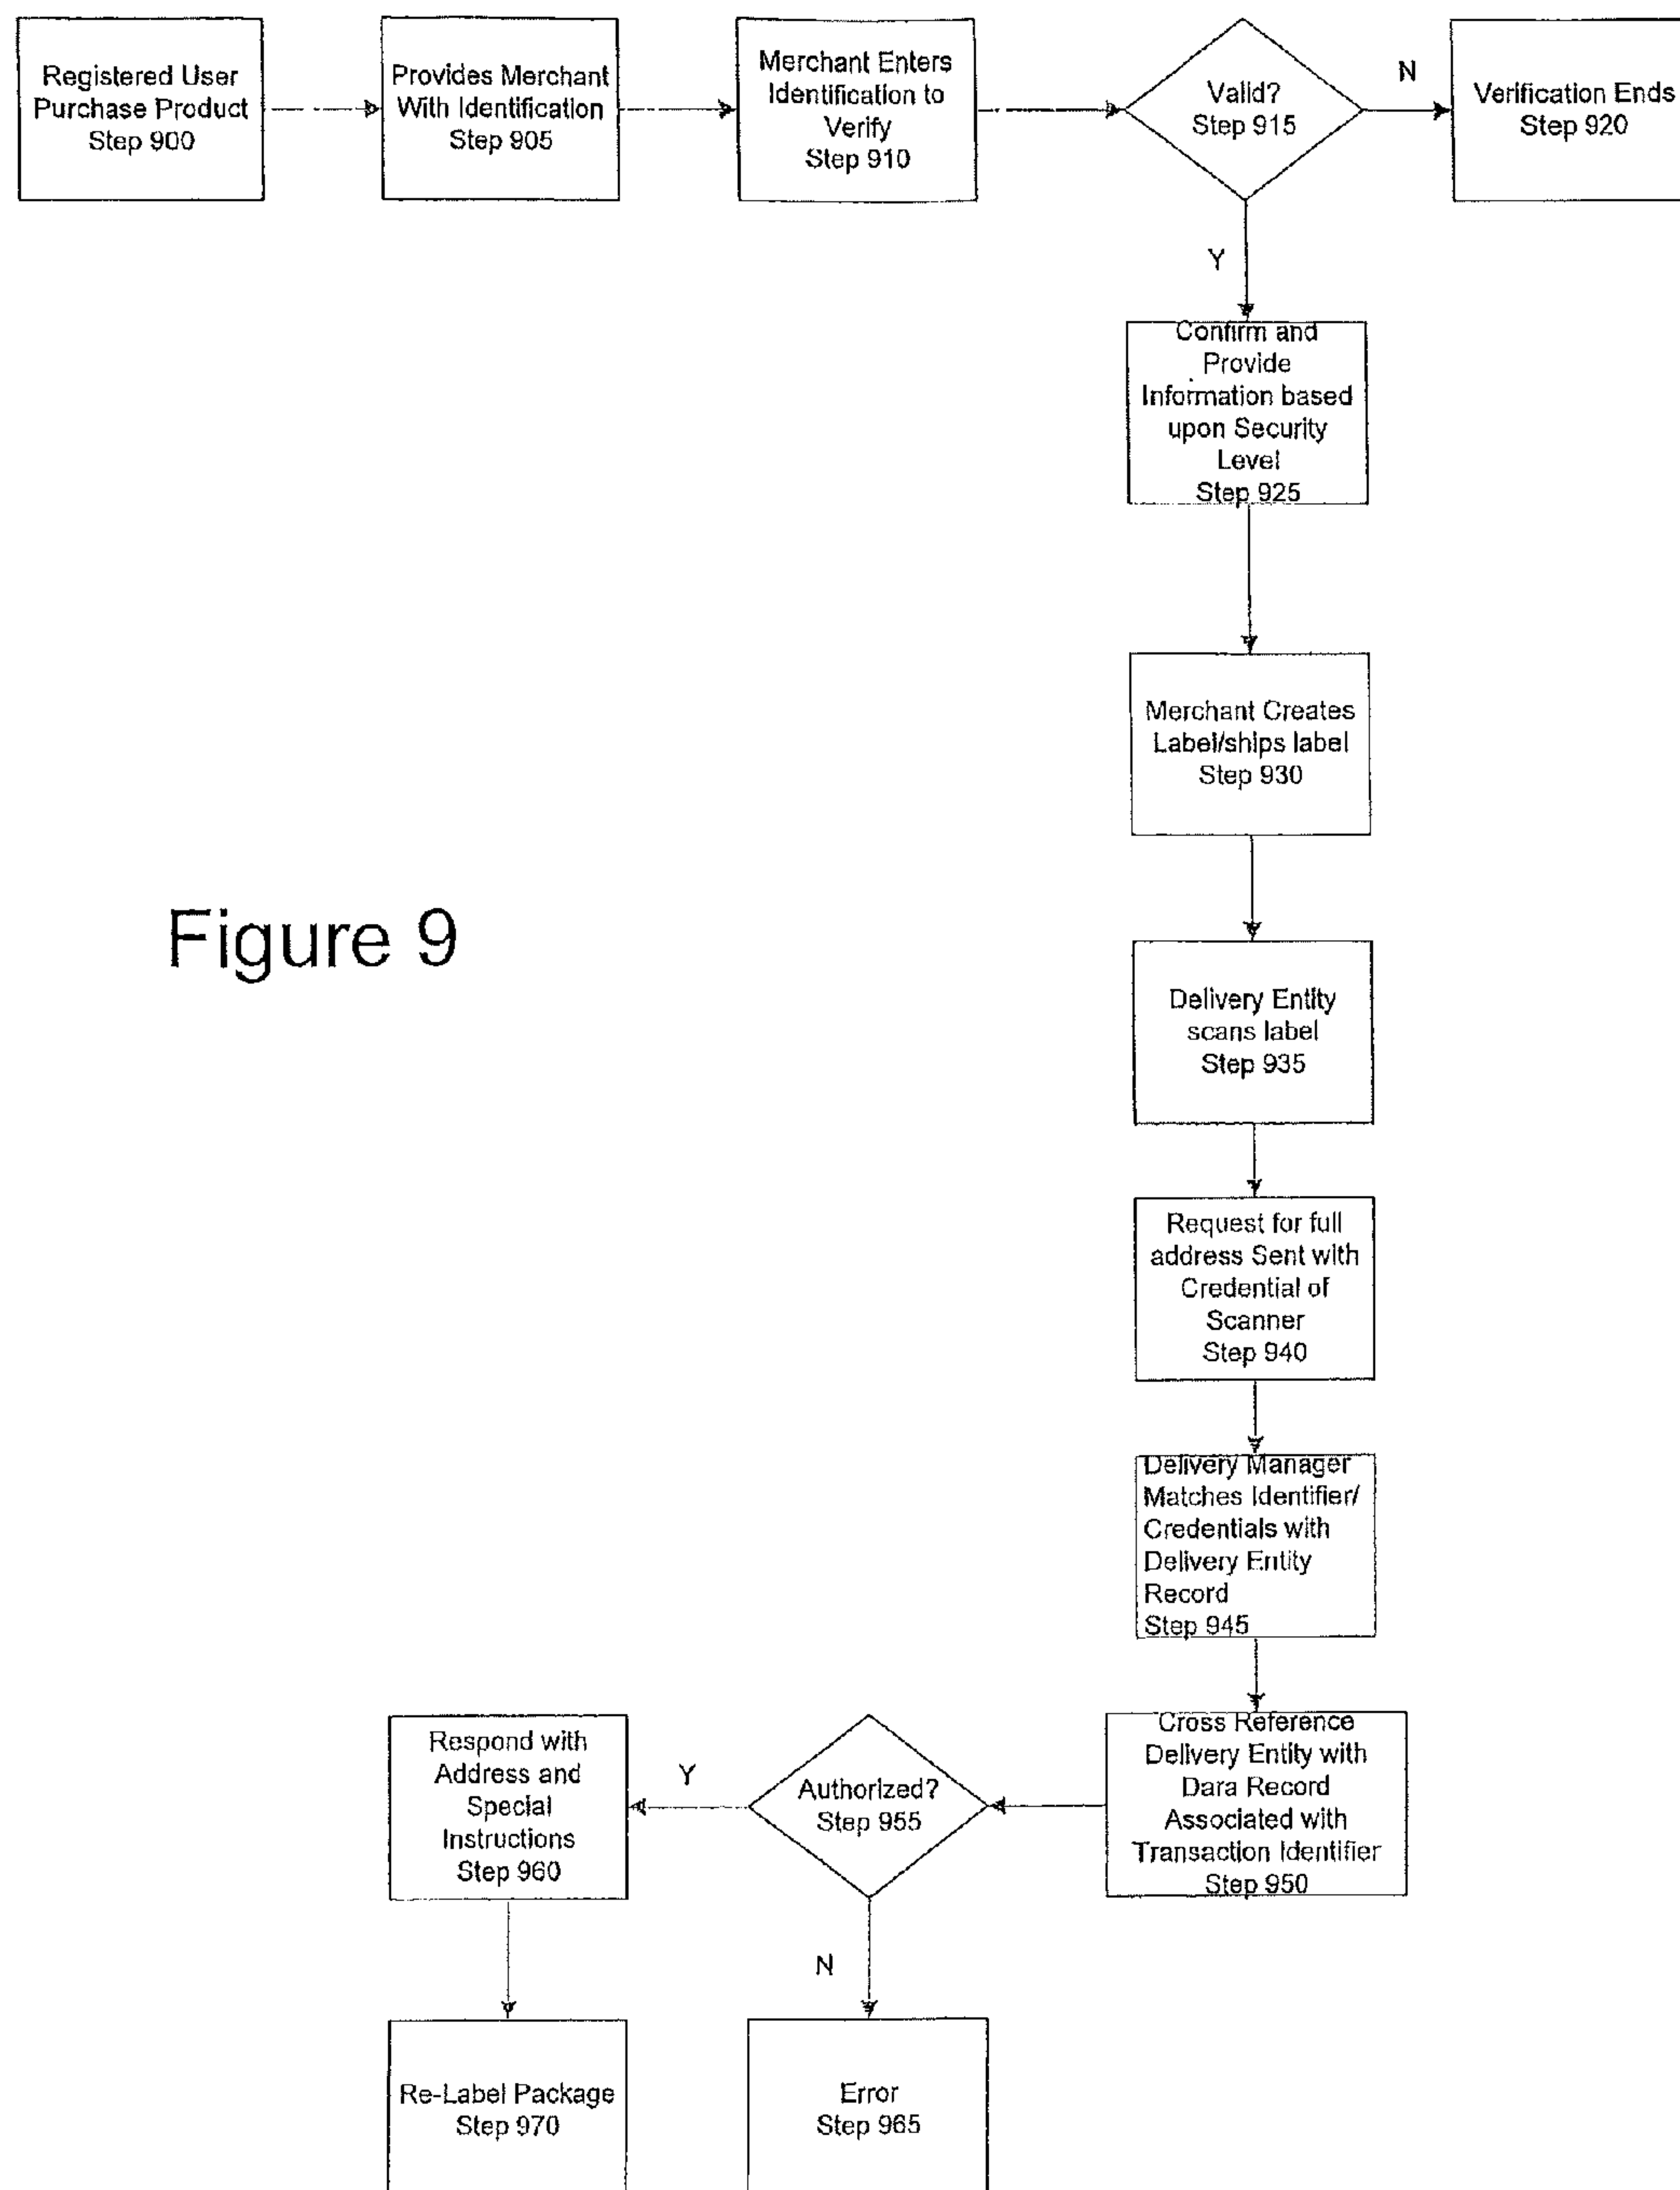 Registered User
Purchase Product
Step 900
Provides Merchant
With Identification
Step 905
Merchant Enters
Identification to
Verify
Step 910
Valid?
Step 915
N
Verification Ends
Step 920
Y
Confirm and
Provide
Information based
upon Security
Level
Step 925
Merchant Creates
Label/ships label
Step 930
Figure 9
Delivery Entity
scans label
Step 935
Request for full
address Sent with
Credential of
Scanner
Step 940
Delivery Manager
Matches Identifier/
Credentials with
Delivery Entity
Record
Step 945
Cross Reference
Delivery Entity with
Dara Record
Associated with
Transaction Identifier
Step 950
Authorized?
Step 955
Y
Respond with
Address and
Special
Instructions
Step 960
N
Re-Label Package
Step 970
Error
Step 965